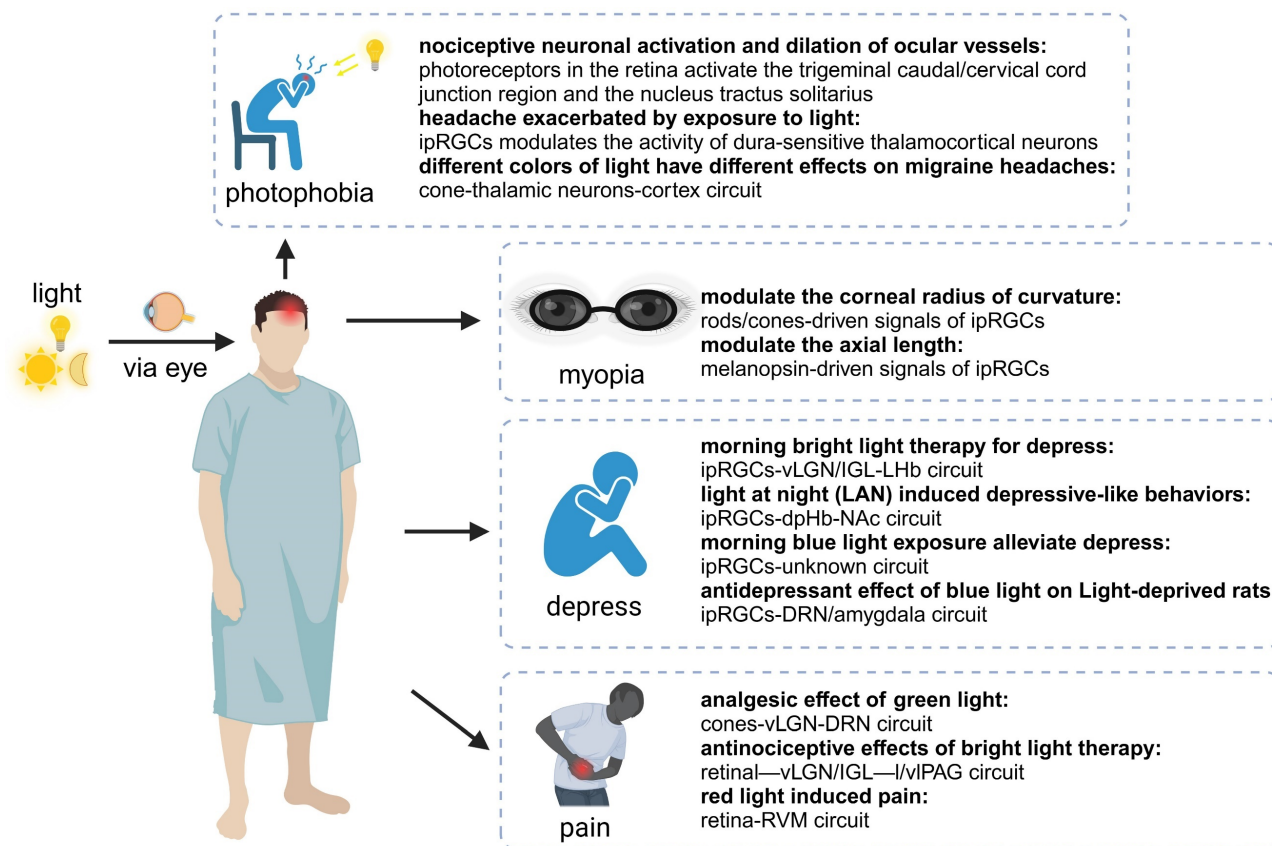 nociceptive neuronal activation and dilation of ocular vessels:
photoreceptors in the retina activate the trigeminal caudal/cervical cord
junction region and the nucleus tractus solitarius
headache exacerbated by exposure to light:
ipRGCs modulates the activity of dura-sensitive thalamocortical neurons
different colors of light have different effects on migraine headaches:
cone-thalamic neurons-cortex circuit
photophobia
light
via eye
modulate the corneal radius of curvature:
rods/cones-driven signals of ipRGCs
modulate the axial length:
melanopsin-driven signals of ipRGCs
myopia
morning bright light therapy for depress:
ipRGCs-vLGN/IGL-LHb circuit
light at night (LAN) induced depressive-like behaviors:
ipRGCs-dpHb-NAc circuit
morning blue light exposure alleviate depress:
ipRGCs-unknown circuit
antidepressant effect of blue light on Light-deprived rats
ipRGCs-DRN/amygdala circuit
depress
analgesic effect of green light:
cones-vLGN-DRN circuit
antinociceptive effects of bright light therapy:
retinal—vLGN/IGL—l/vlPAG circuit
red light induced pain:
retina-RVM circuit
pain